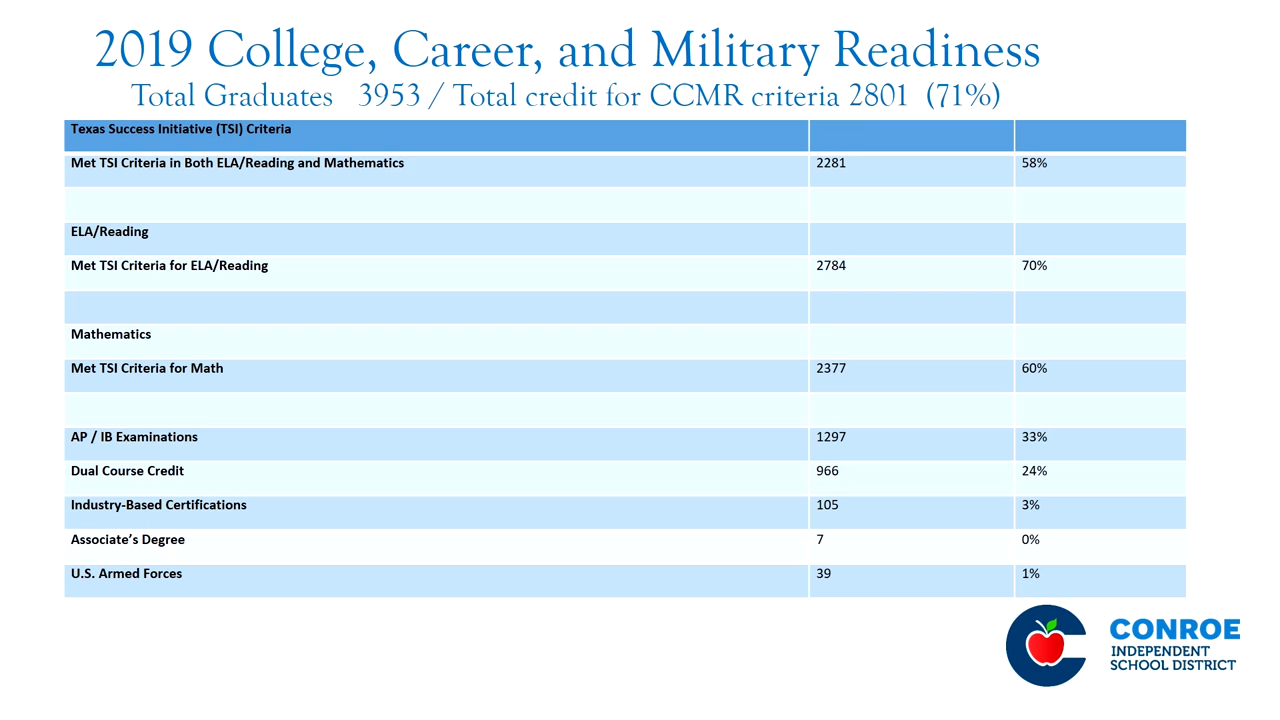 2019 College, Career, and Military Readiness
Total Graduates 3953 / Total credit for CCMR criteria 2801 (71%)
Texas Success Initiative (TSI) Criteria
Met TSI Criteria in Both ELA/Reading and Mathematics 2281 58%
ELA/Reading
Met TSI Criteria for ELA/Reading 2784 70%
Mathematics
Met TSI Criteria for Math 2377 60%
AP / IB Examinations 1297 33%
Dual Course Credit 966 24%
Industry-Based Certifications 105 3%
Associate’s Degree 7 0%
U.S. Armed Forces 39 1%
CONROE
INDEPENDENT
SCHOOL DISTRICT